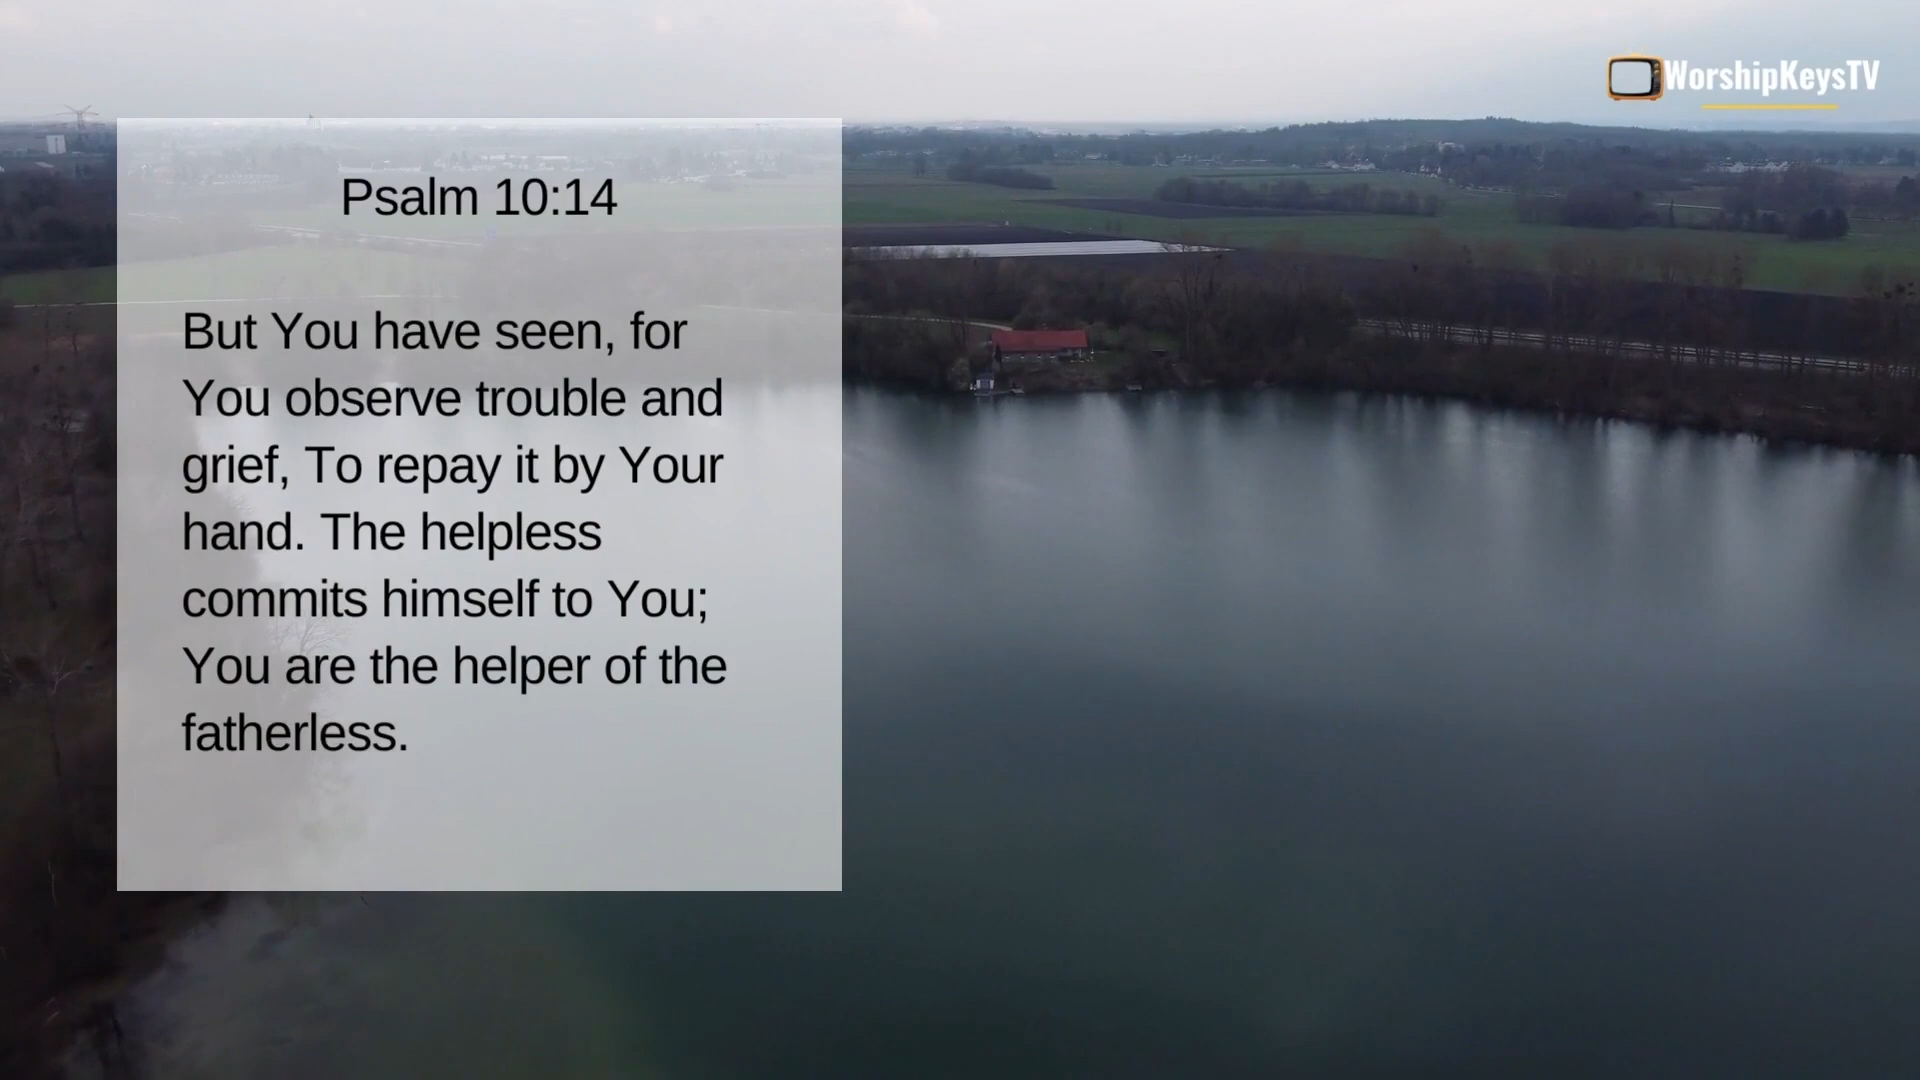 WorshipKeysTV
Psalm 10:14
But You have seen, for
You observe trouble and
grief, To repay it by Your
hand. The helpless
commits himself to You;
You are the helper of the
fatherless.